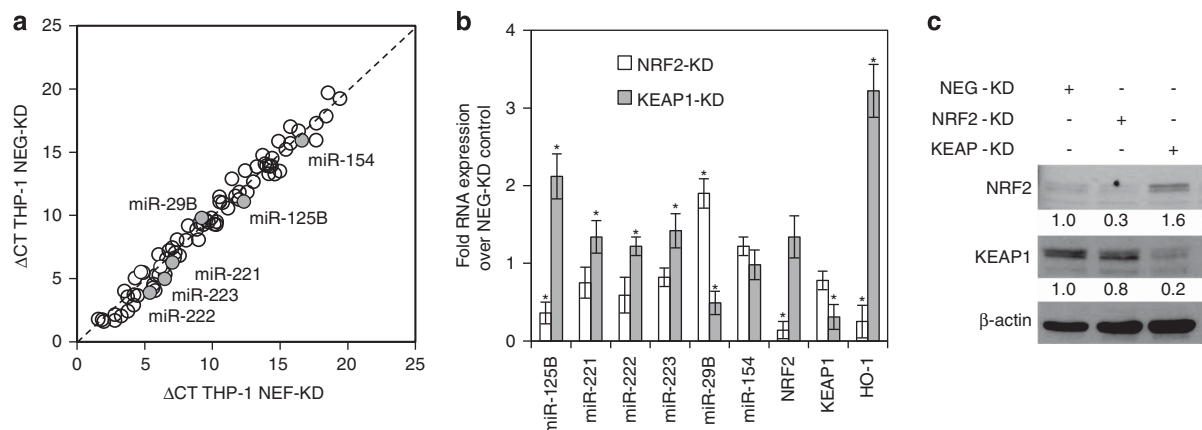 a
25
20
15
10
5
0
ΔCT THP-1 NEG-KD
miR-154
miR-29B
miR-125B
miR-221
miR-223
miR-222
0 5 10 15 20 25
ΔCT THP-1 NEF-KD
b
4
3
2
1
0
Fold RNA expression
over NEG-KD control
NRF2-KD
KEAP1-KD
* * * * * * * * * * * *
miR-125B
miR-221
miR-222
miR-223
miR-29B
miR-154
NRF2
KEAP1
HO-1
c
NEG - KD + - -
NRF2 - KD - + -
KEAP - KD - - +
NRF2
1.0 0.3 1.6
KEAP1
1.0 0.8 0.2
β-actin